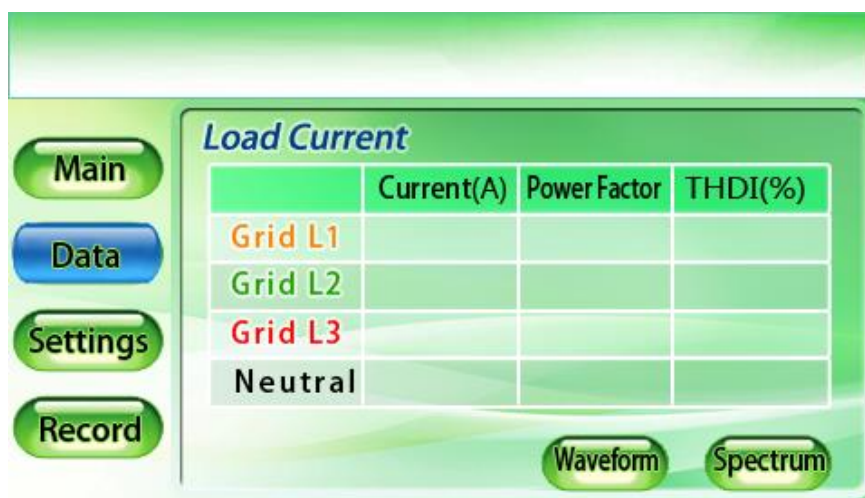 Main
Data
Settings
Record
Load Current
Current(A) Power Factor THDI(%)
Grid L1
Grid L2
Grid L3
Neutral
Waveform Spectrum